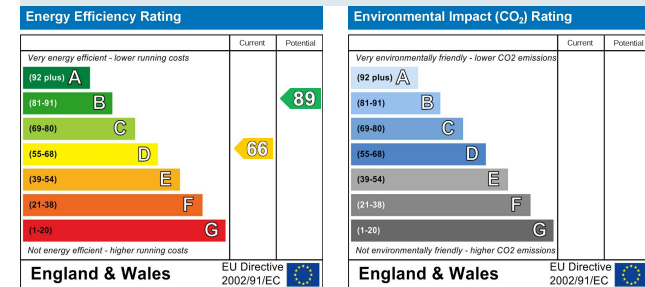 Energy Efficiency Rating
Current Potential
Very energy efficient - lower running costs
(92 plus) A
(81-91) B
89
(69-80) C
(55-68) D
66
(39-54) E
(21-38) F
(1-20) G
Not energy efficient - higher running costs
England & Wales
EU Directive
2002/91/EC
Environmental Impact (CO₂) Rating
Current Potential
Very environmentally friendly - lower CO2 emissions
(92 plus) A
(81-91) B
(69-80) C
(55-68) D
(39-54) E
(21-38) F
(1-20) G
Not environmentally friendly - higher CO2 emissions
England & Wales
EU Directive
2002/91/EC